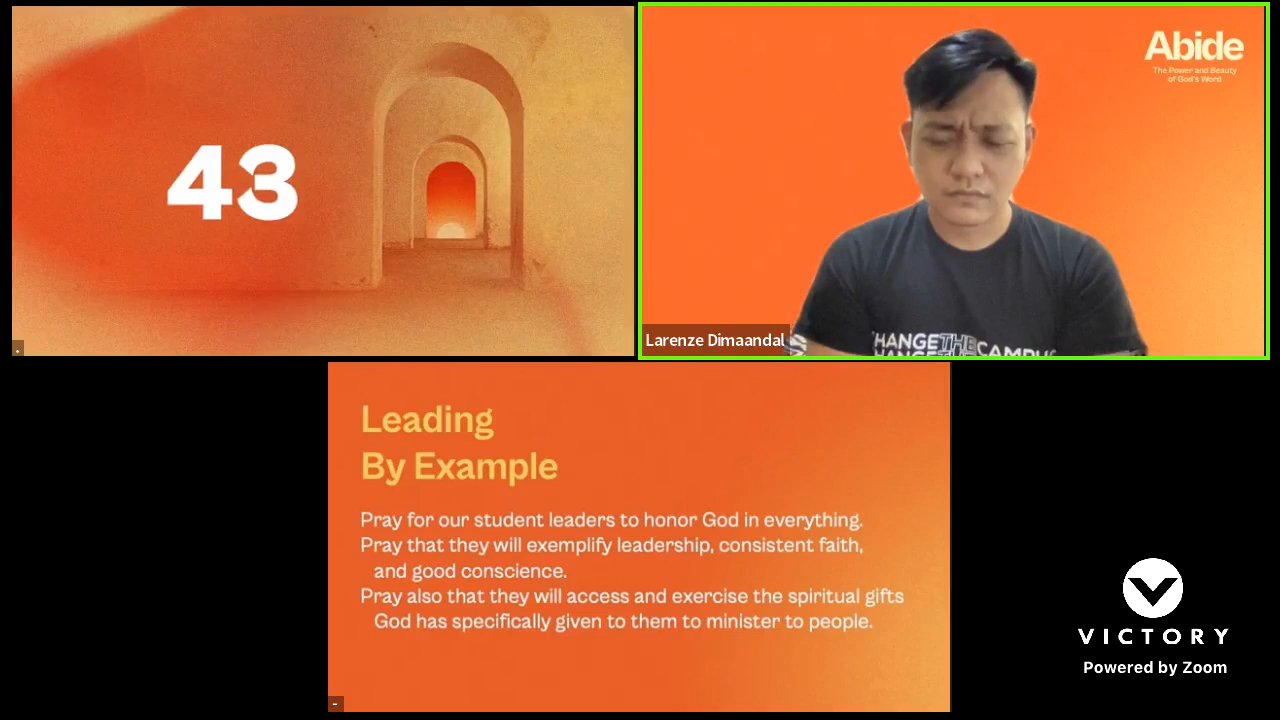 43
Abide
The Power and Beauty
of God's Word
Larenze Dimaandal
CHANGETHECAMPUS
Leading
By Example
Pray for our student leaders to honor God in everything.
Pray that they will exemplify leadership, consistent faith,
and good conscience.
Pray also that they will access and exercise the spiritual gifts
God has specifically given to them to minister to people.
VICTORY
Powered by Zoom